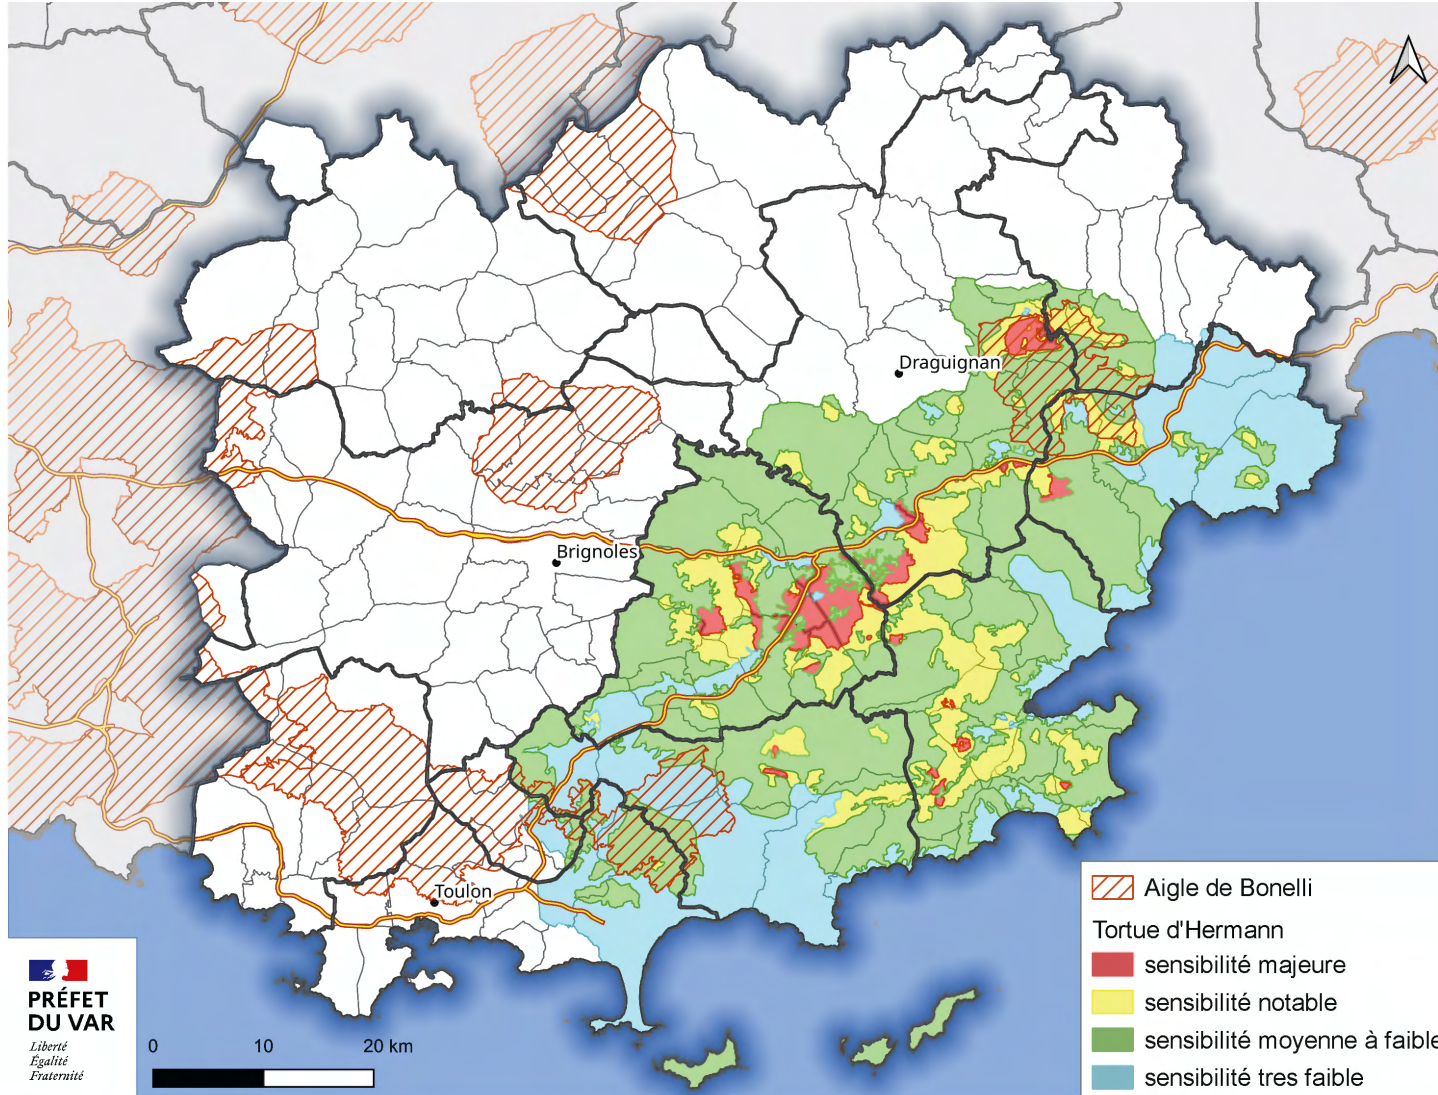 Draguignan
Brignoles
Toulon
Aigle de Bonelli
Tortue d'Hermann
sensibilité majeure
sensibilité notable
sensibilité moyenne à faible
sensibilité tres faible
PRÉFET
DU VAR
Liberté
Égalité
Fraternité
0 10 20 km